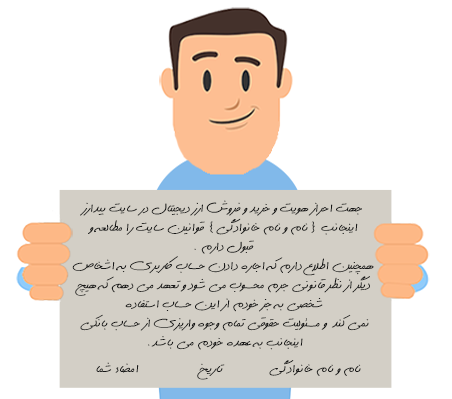 جهت احراز هویت و خرید و فروش ارز دیجیتال در سایت بیدارز
اینجانب { نام و نام خانوادگی } قوانین سایت را مطالعه و
قبول دارم .
همچنین اطلاع دارم که اجاره دادن حساب کاربری به اشخاص
دیگر از نظر قانونی جرم محسوب می شود و تعهد می دهم که هیچ
شخصی به جز خودم از این حساب استفاده
نمی کند و مسئولیت حقوقی تمام وجوه واریزی از حساب بانکی
اینجانب به عهده خودم می باشد .
نام و نام خانوادگی تاریخ امضاء شما